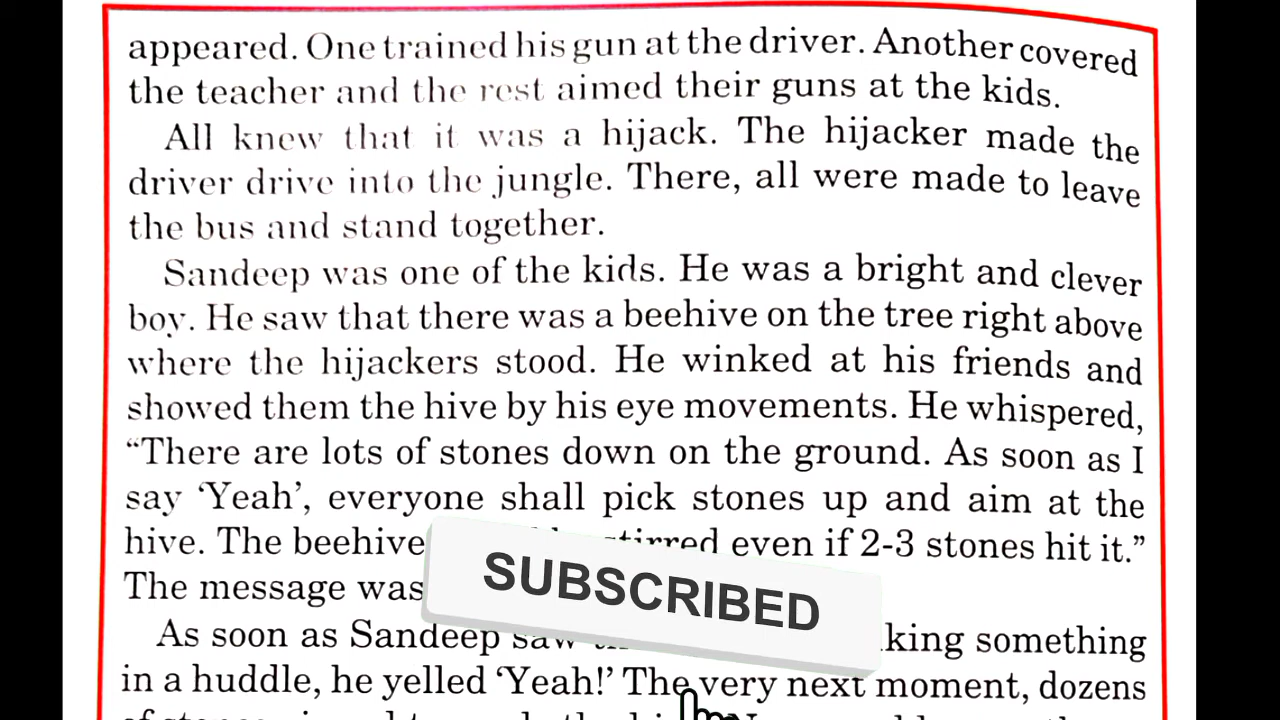 appeared. One trained his gun at the driver. Another covered
the teacher and the rest aimed their guns at the kids.
All knew that it was a hijack. The hijacker made the
driver drive into the jungle. There, all were made to leave
the bus and stand together.
Sandeep was one of the kids. He was a bright and clever
boy. He saw that there was a beehive on the tree right above
where the hijackers stood. He winked at his friends and
showed them the hive by his eye movements. He whispered,
“There are lots of stones down on the ground. As soon as I
say ‘Yeah’, everyone shall pick stones up and aim at the
hive. The beehive stirred even if 2-3 stones hit it.”
The message was
SUBSCRIBED
As soon as Sandeep saw something
in a huddle, he yelled ‘Yeah!’ The very next moment, dozens